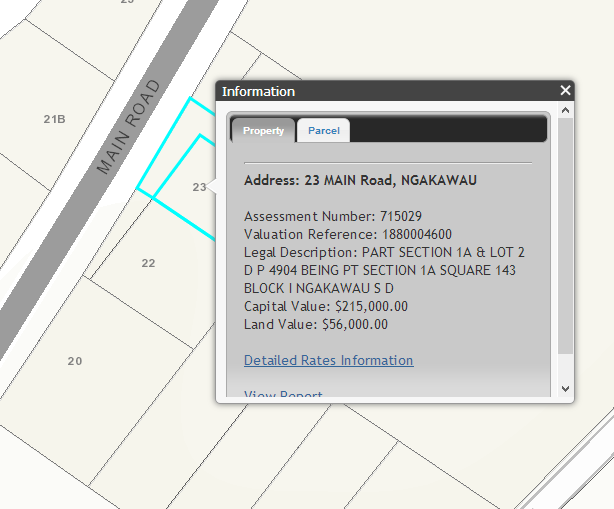 23
21B
MAIN ROAD
23
22
20
Information
Property Parcel
Address: 23 MAIN Road, NGAKAWAU
Assessment Number: 715029
Valuation Reference: 1880004600
Legal Description: PART SECTION 1A & LOT 2
D P 4904 BEING PT SECTION 1A SQUARE 143
BLOCK I NGAKAWAU S D
Capital Value: $215,000.00
Land Value: $56,000.00
Detailed Rates Information
View Report